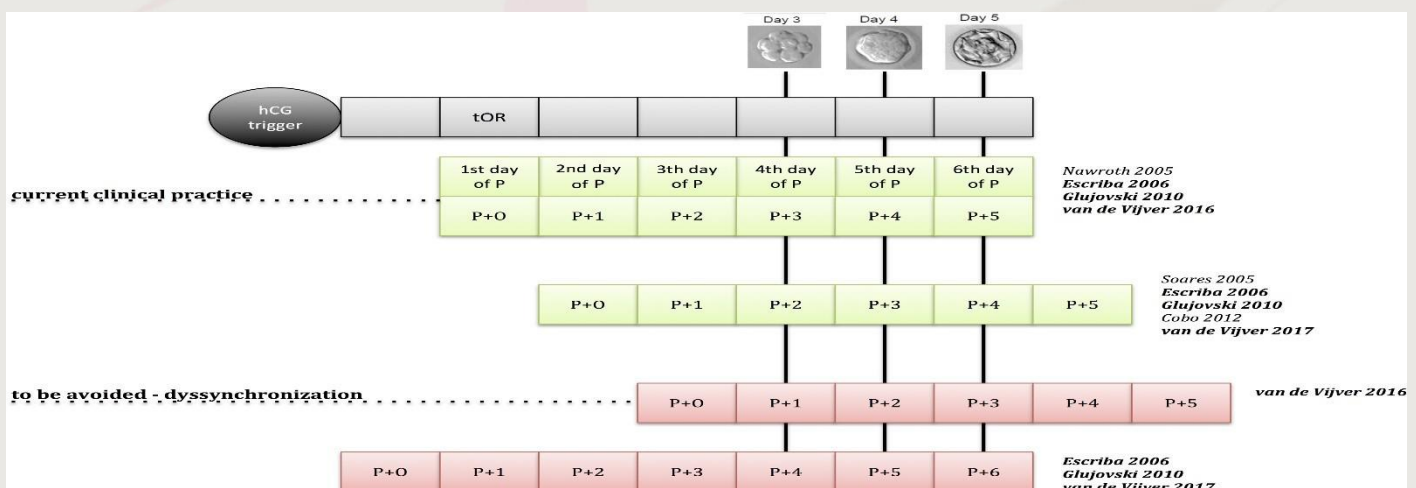 Day 3 Day 4 Day 5
hCG
trigger
tOR
1st day
of P
2nd day
of P
3th day
of P
4th day
of P
5th day
of P
6th day
of P
current clinical practice
P+O P+1 P+2 P+3 P+4 P+5
Nawroth 2005
Escriba 2006
Glujovski 2010
van de Vijver 2016
P+O P+1 P+2 P+3 P+4 P+5
Soares 2005
Escriba 2006
Glujovski 2010
Cobo 2012
van de Vijver 2017
to be avoided - dyssynchronization
P+O P+1 P+2 P+3 P+4 P+5
van de Vijver 2016
P+O P+1 P+2 P+3 P+4 P+5 P+6
Escriba 2006
Glujovski 2010
van de Vijver 2017